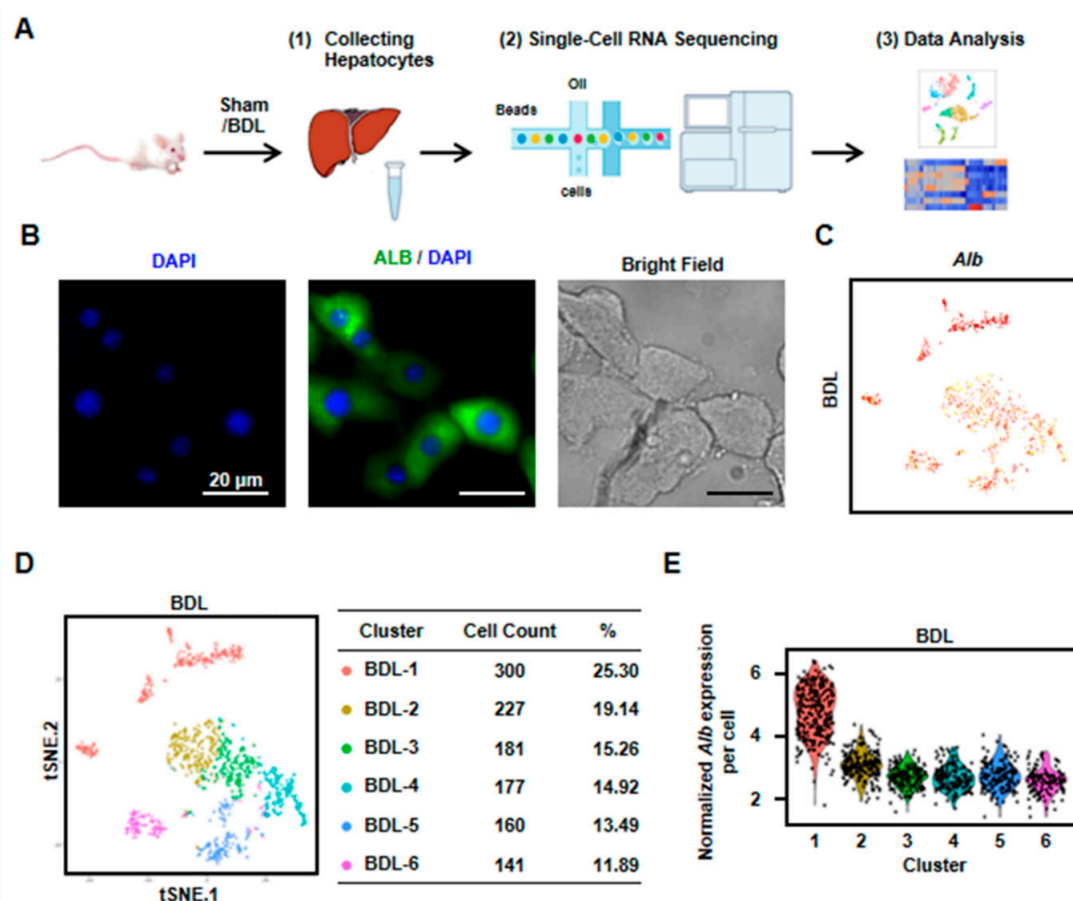 A
(1) Collecting
Hepatocytes
(2) Single-Cell RNA Sequencing
(3) Data Analysis
Sham
/BDL
Oil
Beads
cells
B
DAPI
ALB / DAPI
Bright Field
20 µm
C
Alb
BDL
D
BDL
tSNE.2
tSNE.1
Cluster Cell Count %
BDL-1 300 25.30
BDL-2 227 19.14
BDL-3 181 15.26
BDL-4 177 14.92
BDL-5 160 13.49
BDL-6 141 11.89
E
BDL
Normalized Alb expression
per cell
6
4
2
1 2 3 4 5 6
Cluster